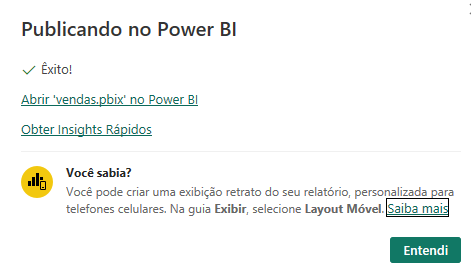 Publicando no Power BI
Êxito!
Abrir 'vendas.pbix' no Power BI
Obter Insights Rápidos
Você sabia?
Você pode criar uma exibição retrato do seu relatório, personalizada para
telefones celulares. Na guia Exibir, selecione Layout Móvel. Saiba mais
Entendi